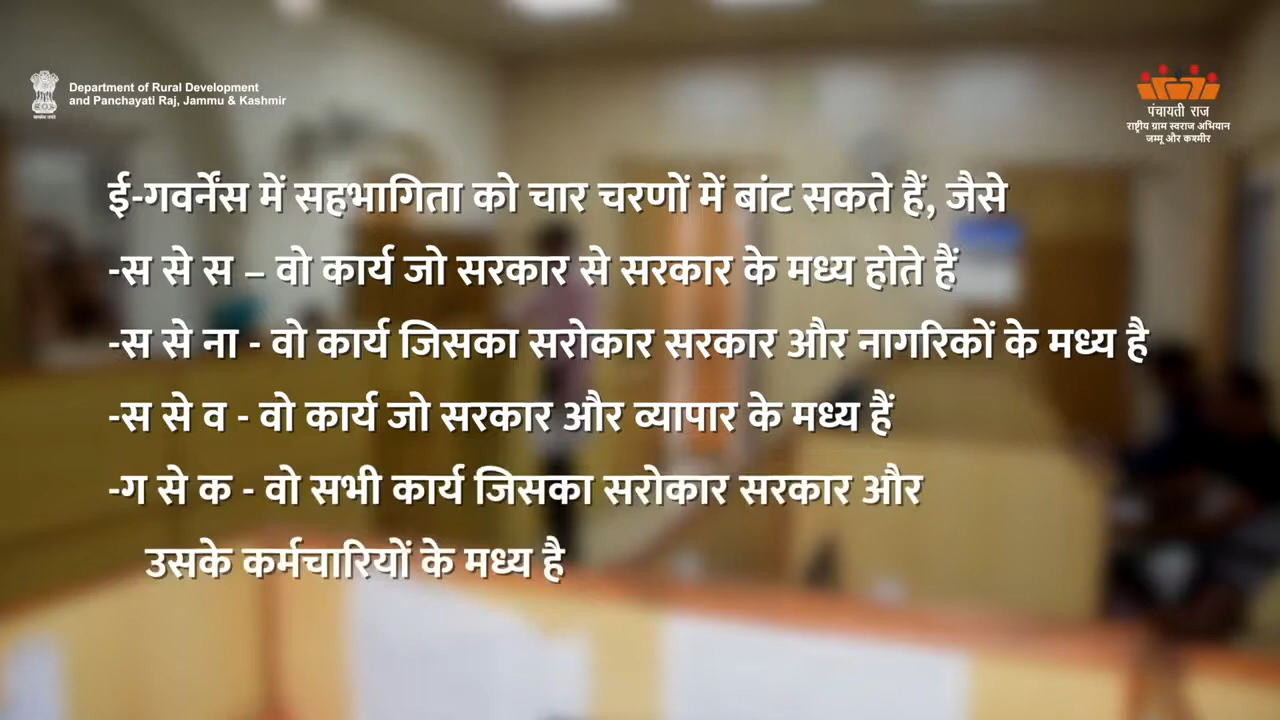 Department of Rural Development
and Panchayati Raj, Jammu & Kashmir
पंचायती राज
राष्ट्रीय ग्राम स्वराज अभियान
जम्मू और कश्मीर
ई-गवर्नेंस में सहभागिता को चार चरणों में बांट सकते हैं, जैसे
-स से स – वो कार्य जो सरकार से सरकार के मध्य होते हैं
-स से ना - वो कार्य जिसका सरोकार सरकार और नागरिकों के मध्य है
-स से व - वो कार्य जो सरकार और व्यापार के मध्य हैं
-ग से क - वो सभी कार्य जिसका सरोकार सरकार और
उसके कर्मचारियों के मध्य है